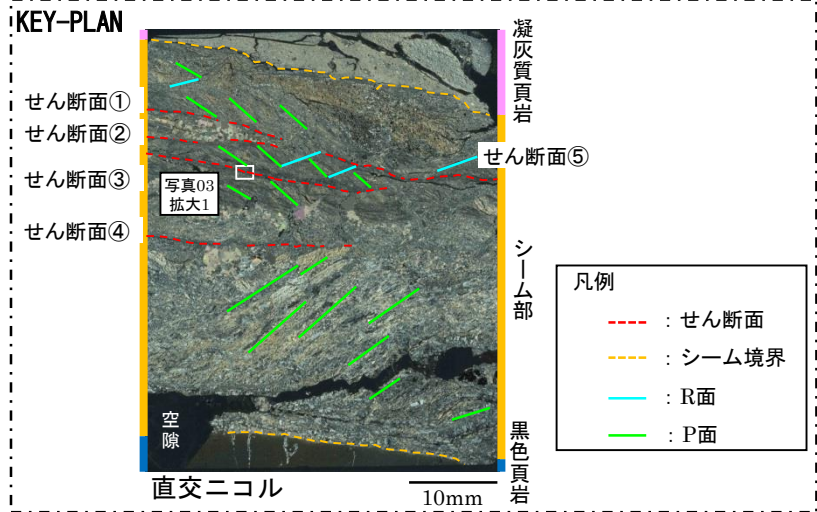 KEY-PLAN
凝灰質頁岩
せん断面①
せん断面②
せん断面⑤
せん断面③
写真03
拡大1
せん断面④
シーム部
凡例
：せん断面
：シーム境界
：R面
：P面
空隙
黒色頁岩
直交ニコル
10mm